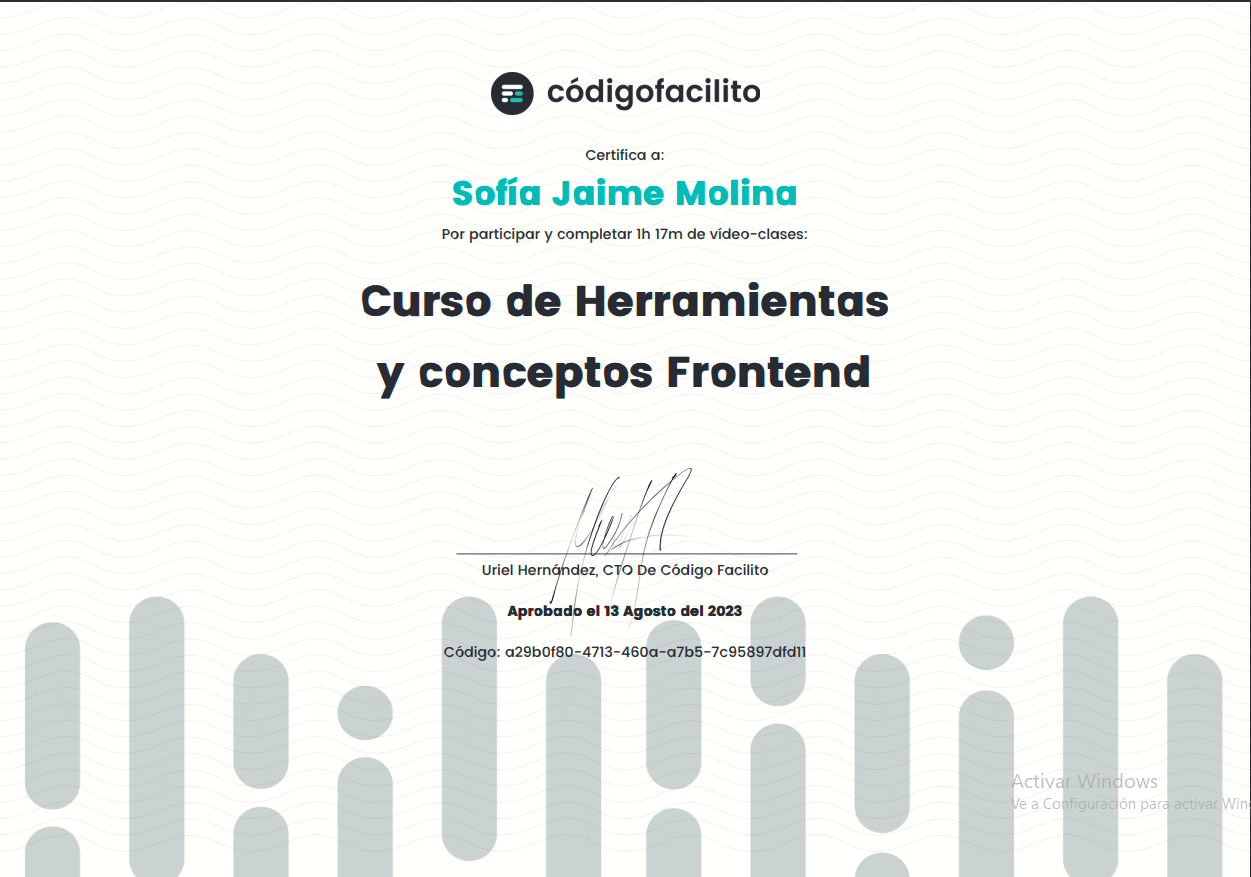 códigofacilito
Certifica a:
Sofía Jaime Molina
Por participar y completar 1h 17m de vídeo-clases:
Curso de Herramientas
y conceptos Frontend
Uriel Hernández, CTO De Código Facilito
Aprobado el 13 Agosto del 2023
Código: a29b0f80-4713-460a-a7b5-7c95897dfd11
Activar Windows
Ve a Configuración para activar Win